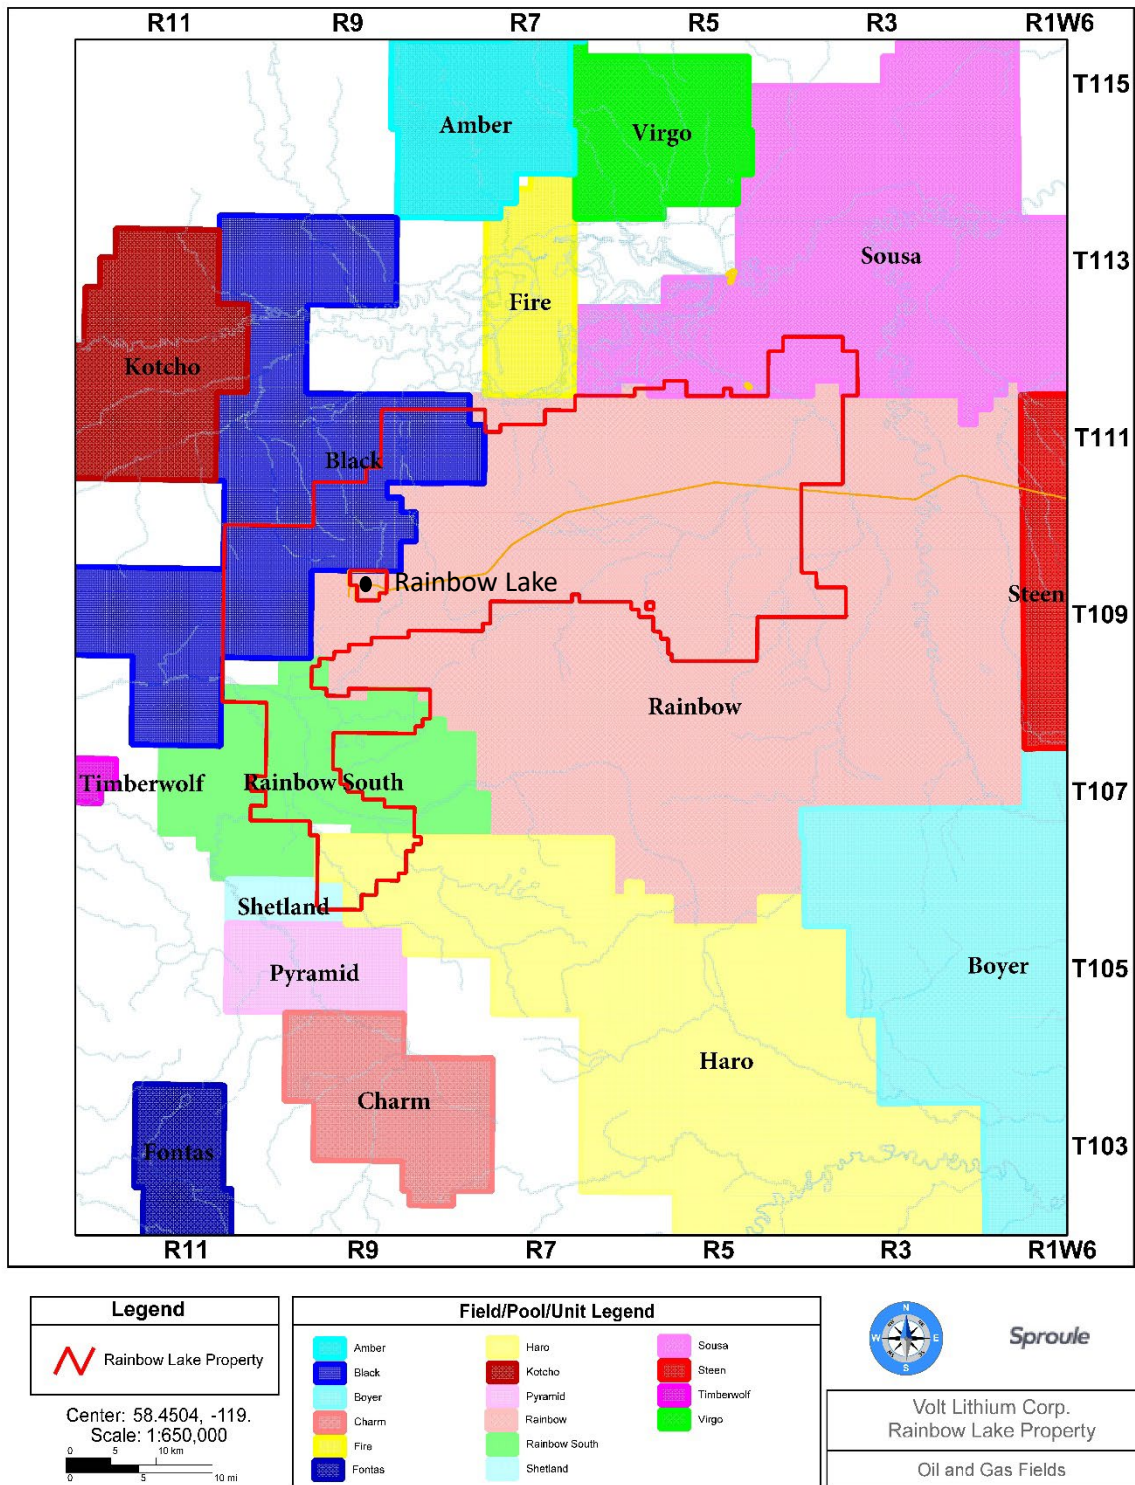 R11 R9 R7 R5 R3 R1W6
T115
Amber
Virgo
Sousa
T113
Fire
Kotcho
T111
Black
Rainbow Lake
Steen
T109
Rainbow
Timberwolf
Rainbow South
T107
Shetland
Boyer
T105
Pyramid
Haro
Charm
T103
Fontas
R11 R9 R7 R5 R3 R1W6
Legend
Rainbow Lake Property
Center: 58.4504, -119.
Scale: 1:650,000
0 5 10 km
0 5 10 mi
Field/Pool/Unit Legend
Amber
Black
Boyer
Charm
Fire
Fontas
Haro
Kotcho
Pyramid
Rainbow
Rainbow South
Shetland
Sousa
Steen
Timberwolf
Virgo
N
NW NE
W E
SW SE
S
Sproule
Volt Lithium Corp.
Rainbow Lake Property
Oil and Gas Fields